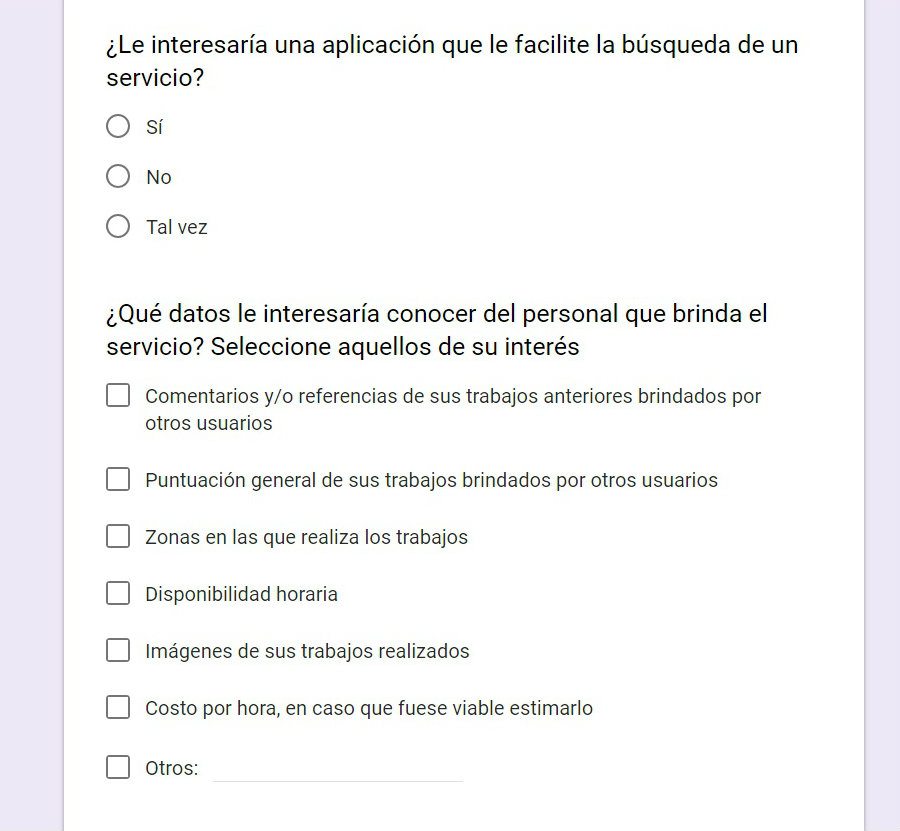 ¿Le interesaría una aplicación que le facilite la búsqueda de un
servicio?
Sí
No
Tal vez
¿Qué datos le interesaría conocer del personal que brinda el
servicio? Seleccione aquellos de su interés
Comentarios y/o referencias de sus trabajos anteriores brindados por
otros usuarios
Puntuación general de sus trabajos brindados por otros usuarios
Zonas en las que realiza los trabajos
Disponibilidad horaria
Imágenes de sus trabajos realizados
Costo por hora, en caso que fuese viable estimarlo
Otros: